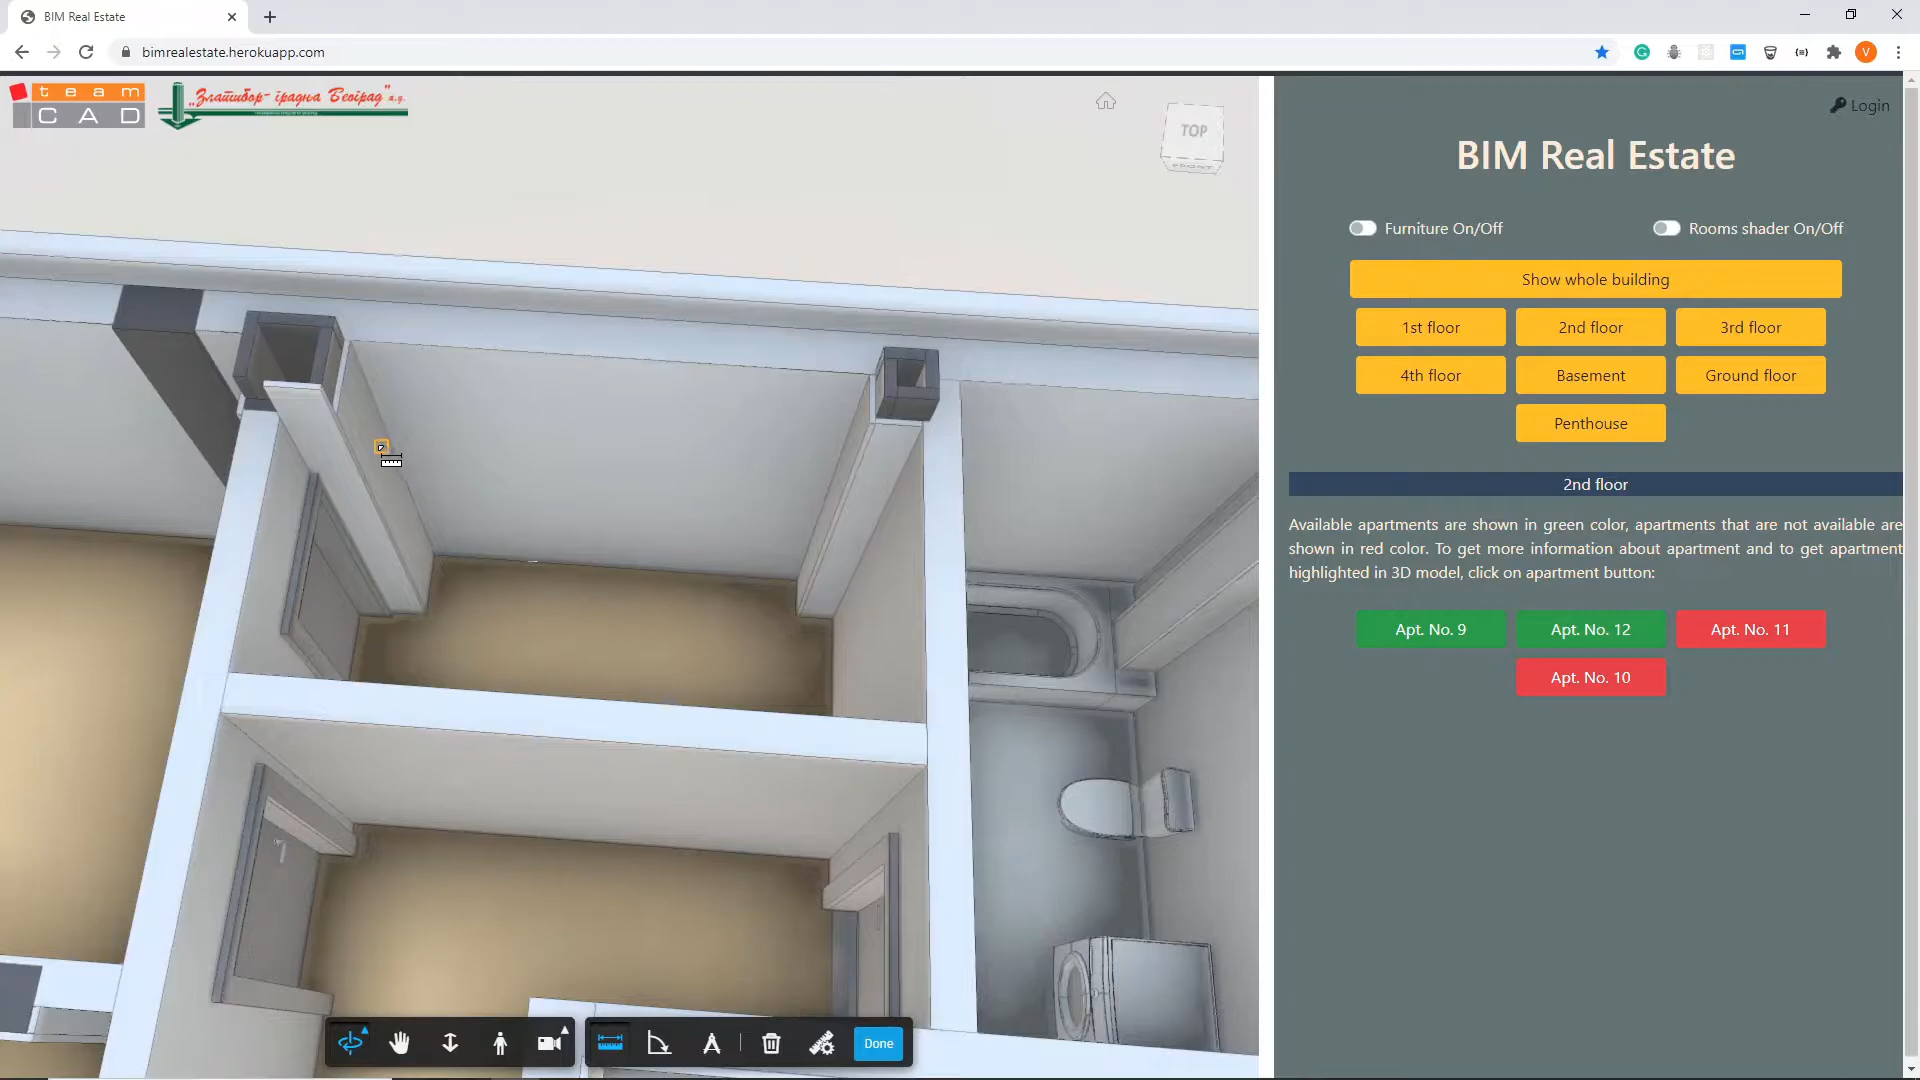 BIM Real Estate
bimrealestate.herokuapp.com
V
team
CAD
„Златибор-градња Београд" а.д.
TOP
FRONT
Login
BIM Real Estate
Furniture On/Off
Rooms shader On/Off
Show whole building
1st floor
2nd floor
3rd floor
4th floor
Basement
Ground floor
Penthouse
2nd floor
Available apartments are shown in green color, apartments that are not available are
shown in red color. To get more information about apartment and to get apartment
highlighted in 3D model, click on apartment button:
Apt. No. 9
Apt. No. 12
Apt. No. 11
Apt. No. 10
Done